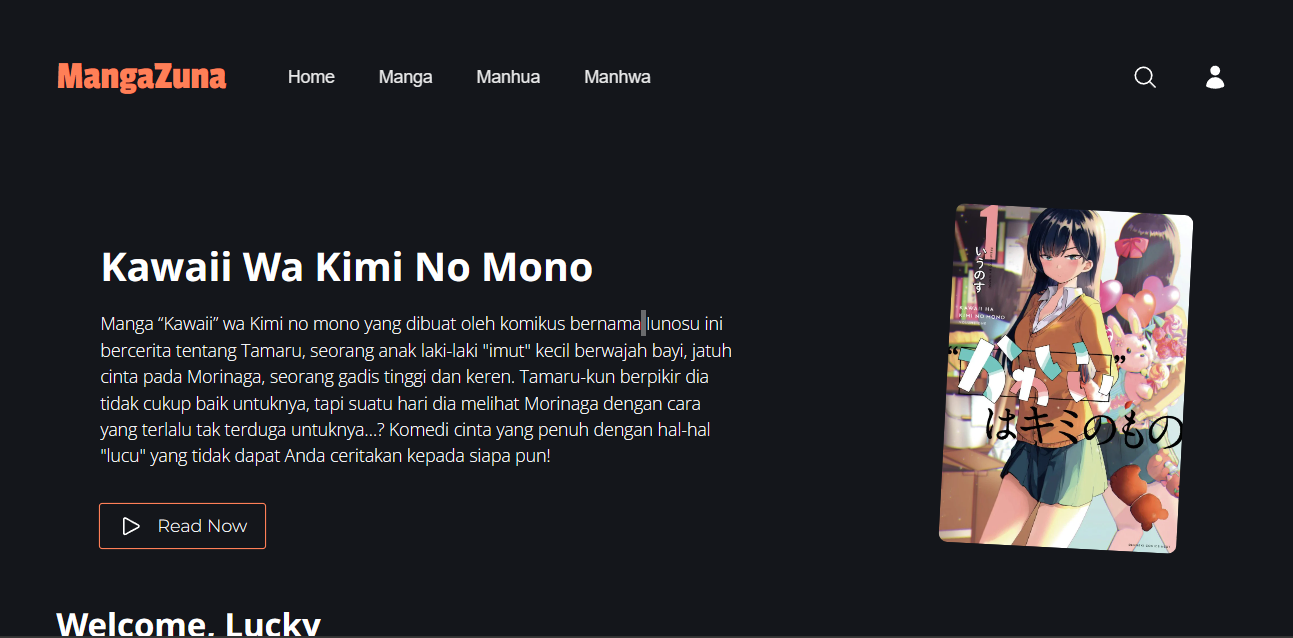 MangaZuna
Home
Manga
Manhua
Manhwa
Kawaii Wa Kimi No Mono
Manga “Kawaii” wa Kimi no mono yang dibuat oleh komikus bernama Iunosu ini
bercerita tentang Tamaru, seorang anak laki-laki "imut" kecil berwajah bayi, jatuh
cinta pada Morinaga, seorang gadis tinggi dan keren. Tamaru-kun berpikir dia
tidak cukup baik untuknya, tapi suatu hari dia melihat Morinaga dengan cara
yang terlalu tak terduga untuknya...? Komedi cinta yang penuh dengan hal-hal
"lucu" yang tidak dapat Anda ceritakan kepada siapa pun!
Read Now
1
いうのす
KAWAII HA
KIMI NO MONO
“かわいい”
はキミのもの
Welcome, Lucky